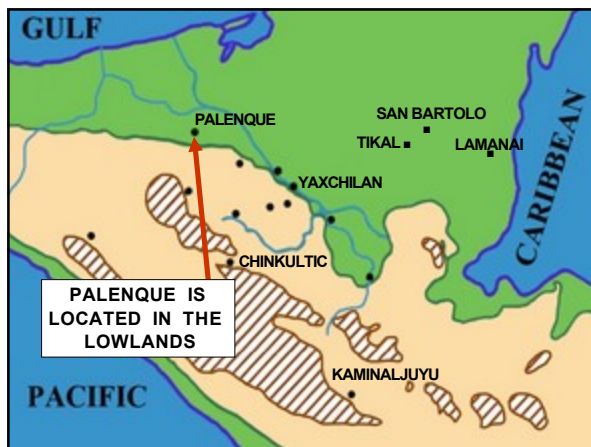 GULF
PALENQUE
SAN BARTOLO
TIKAL
LAMANAI
YAXCHILAN
CARIBBEAN
CHINKULTIC
PALENQUE IS
LOCATED IN THE
LOWLANDS
KAMINALJUYU
PACIFIC